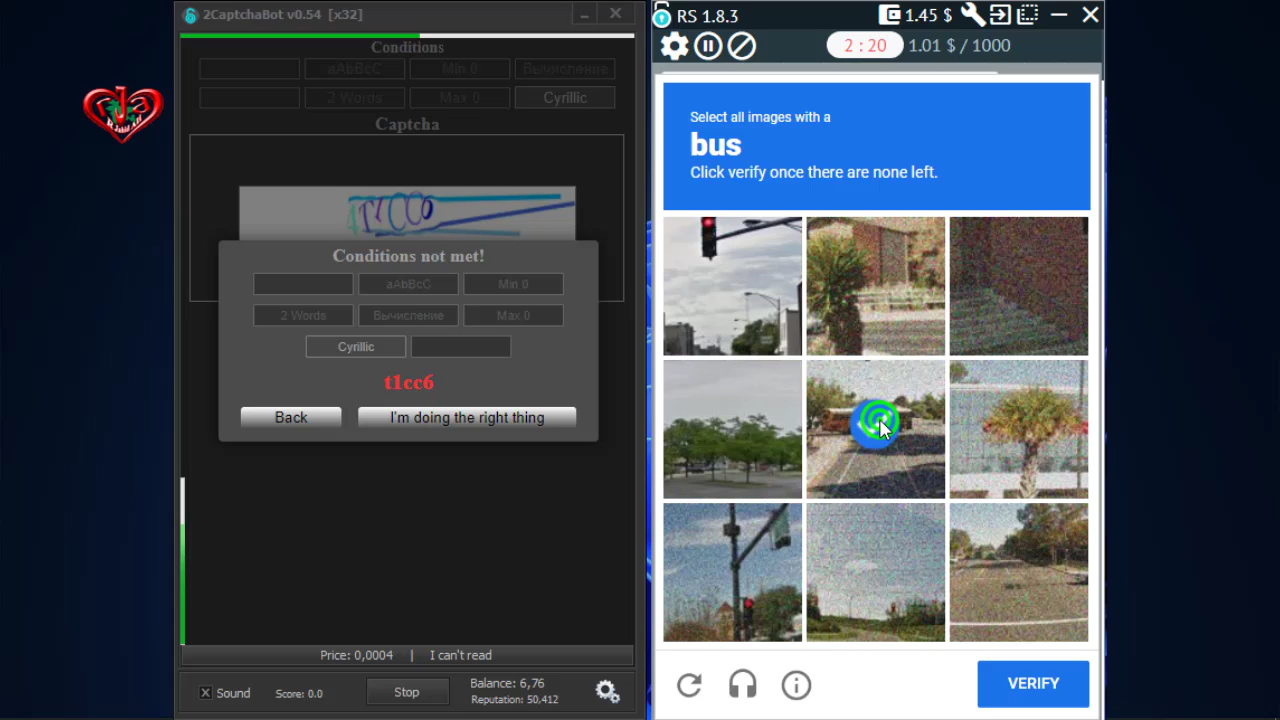 2CaptchaBot v0.54 [x32]
Conditions
aAbBcC Min 0 Вычисление
2 Words Max 0 Cyrillic
Captcha
Conditions not met!
aAbBcC Min 0
2 Words Вычисление Max 0
Cyrillic
t1cc6
Back I'm doing the right thing
Price: 0,0004 | I can't read
Sound Score: 0.0 Stop Balance: 6,76
Reputation: 50,412
RS 1.8.3 1.45 $
2 : 20 1.01 $ / 1000
Select all images with a
bus
Click verify once there are none left.
VERIFY